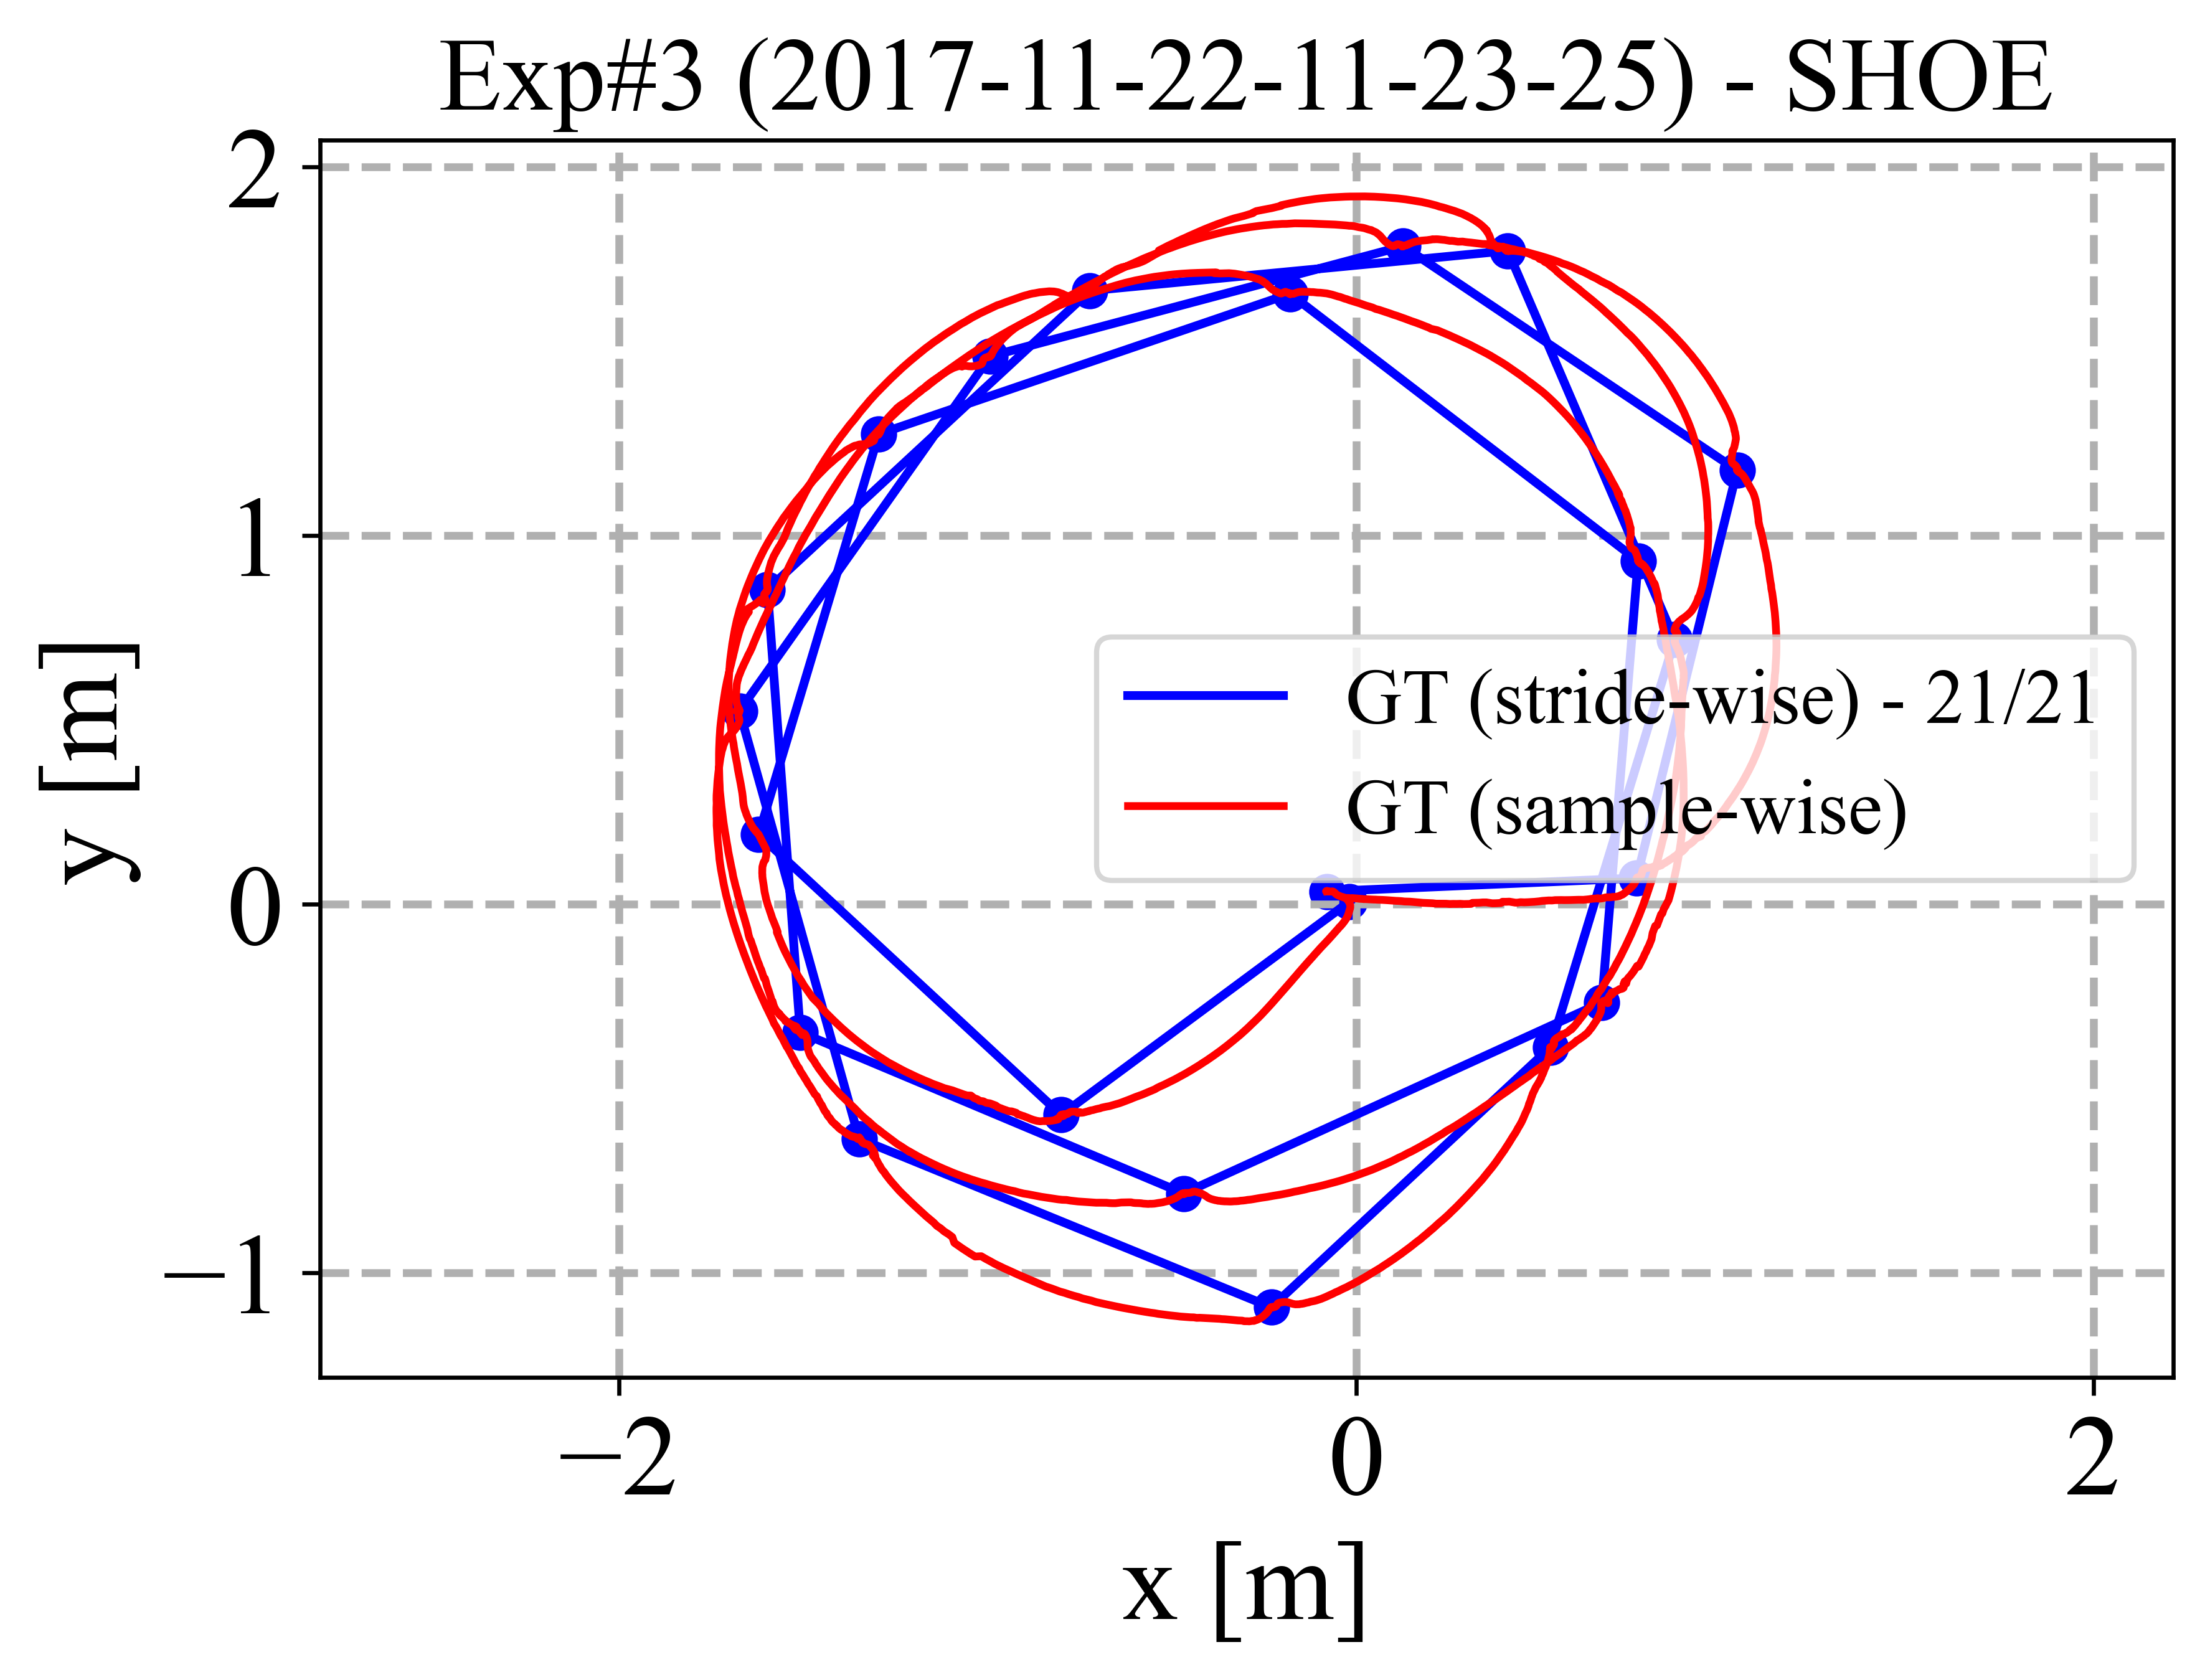 Exp#3 (2017-11-22-11-23-25) - SHOE
2
1
0
−1
y [m]
GT (stride-wise) - 21/21
GT (sample-wise)
−2
0
2
x [m]